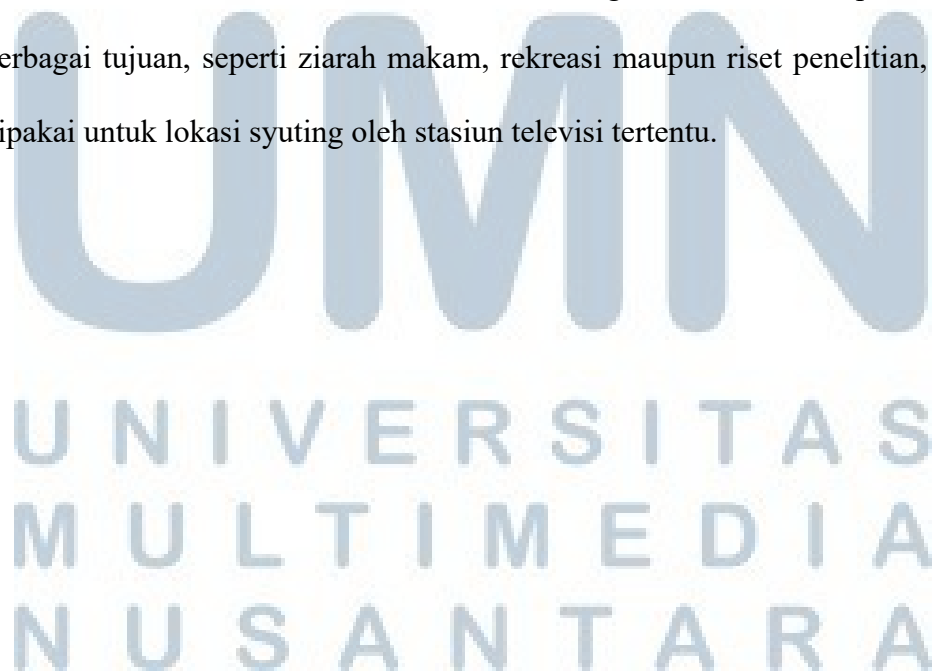 erbagai tujuan, seperti ziarah makam, rekreasi maupun riset penelitian,
ipakai untuk lokasi syuting oleh stasiun televisi tertentu.
UMN
UNIVERSITAS
MULTIMEDIA
NUSANTARA